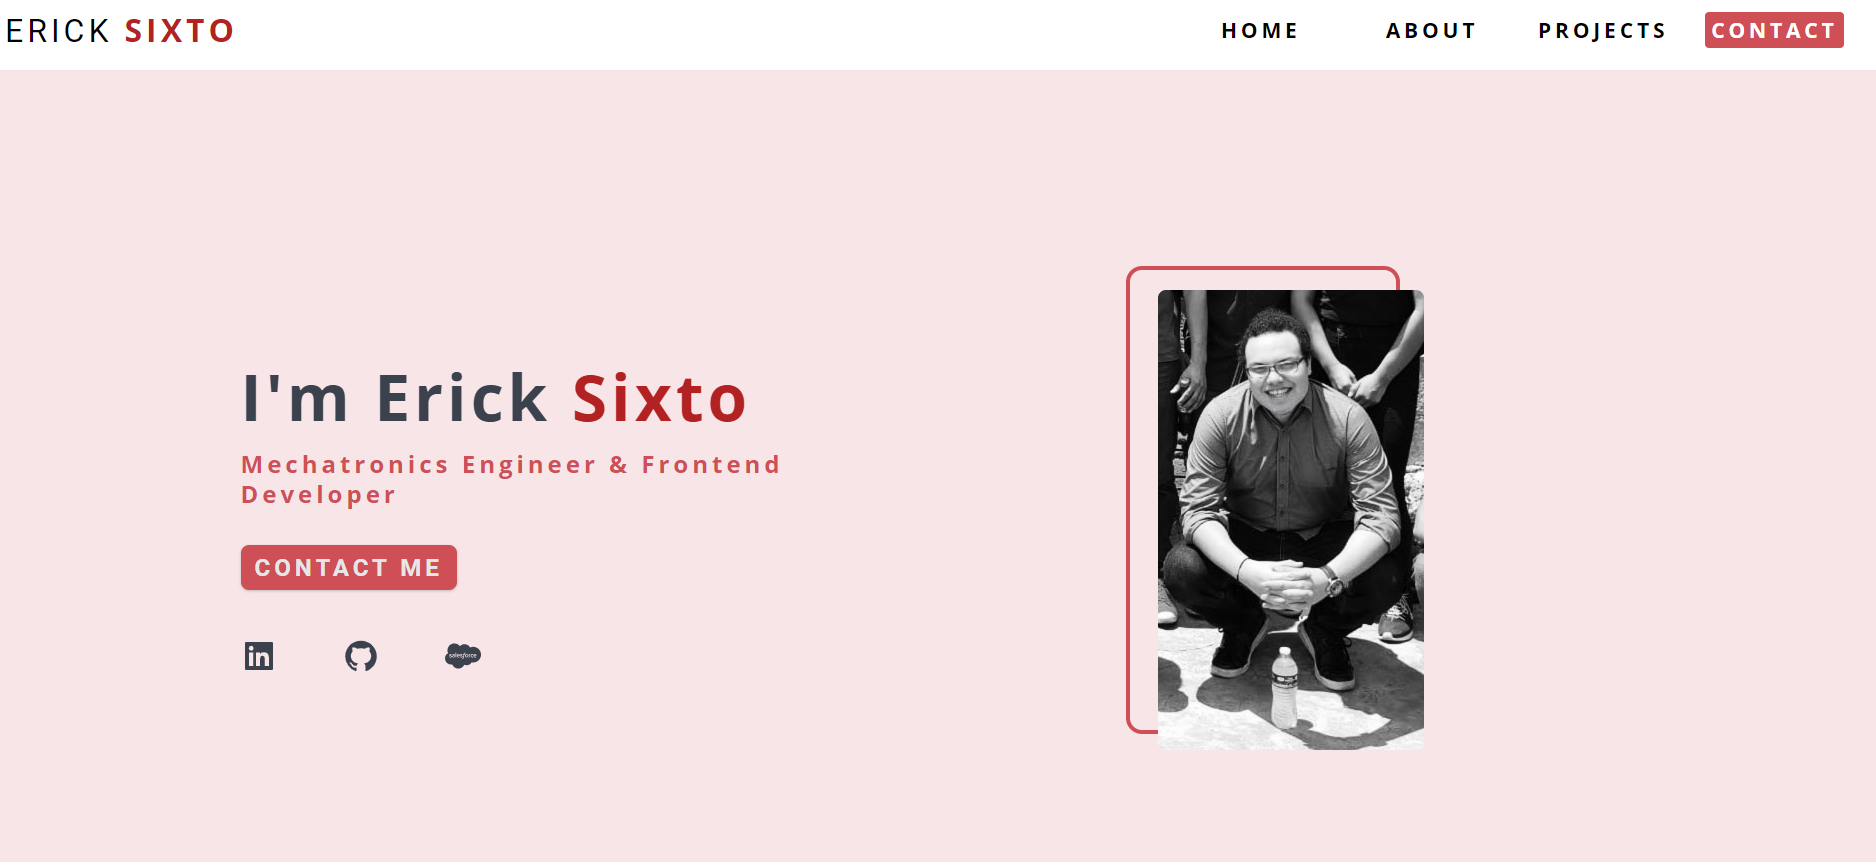 ERICK SIXTO
HOME
ABOUT
PROJECTS
CONTACT
I'm Erick Sixto
Mechatronics Engineer & Frontend
Developer
CONTACT ME
in
salesforce